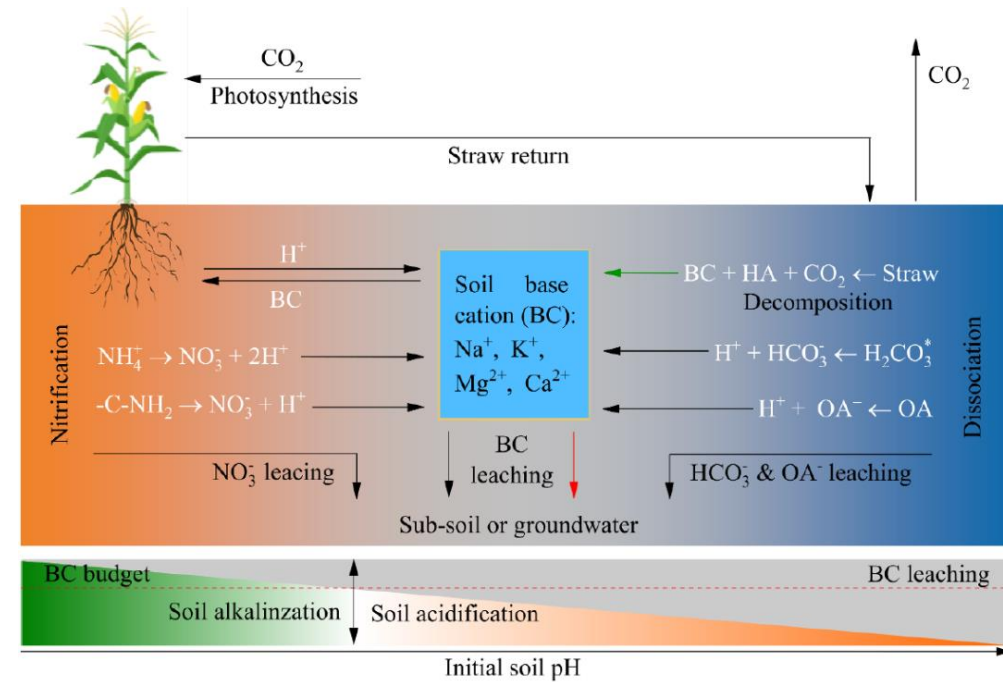 CO₂
Photosynthesis
CO₂
Straw return
H⁺
BC
Soil base
cation (BC):
Na⁺, K⁺,
Mg²⁺, Ca²⁺
BC + HA + CO₂ ← Straw
Decomposition
Nitrification
NH₄⁺ → NO₃⁻ + 2H⁺
-C-NH₂ → NO₃⁻ + H⁺
H⁺ + HCO₃⁻ ← H₂CO₃*
H⁺ + OA⁻ ← OA
Dissociation
NO₃⁻ leacing
BC
leaching
HCO₃⁻ & OA⁻ leaching
Sub-soil or groundwater
BC budget
BC leaching
Soil alkalinzation
Soil acidification
Initial soil pH